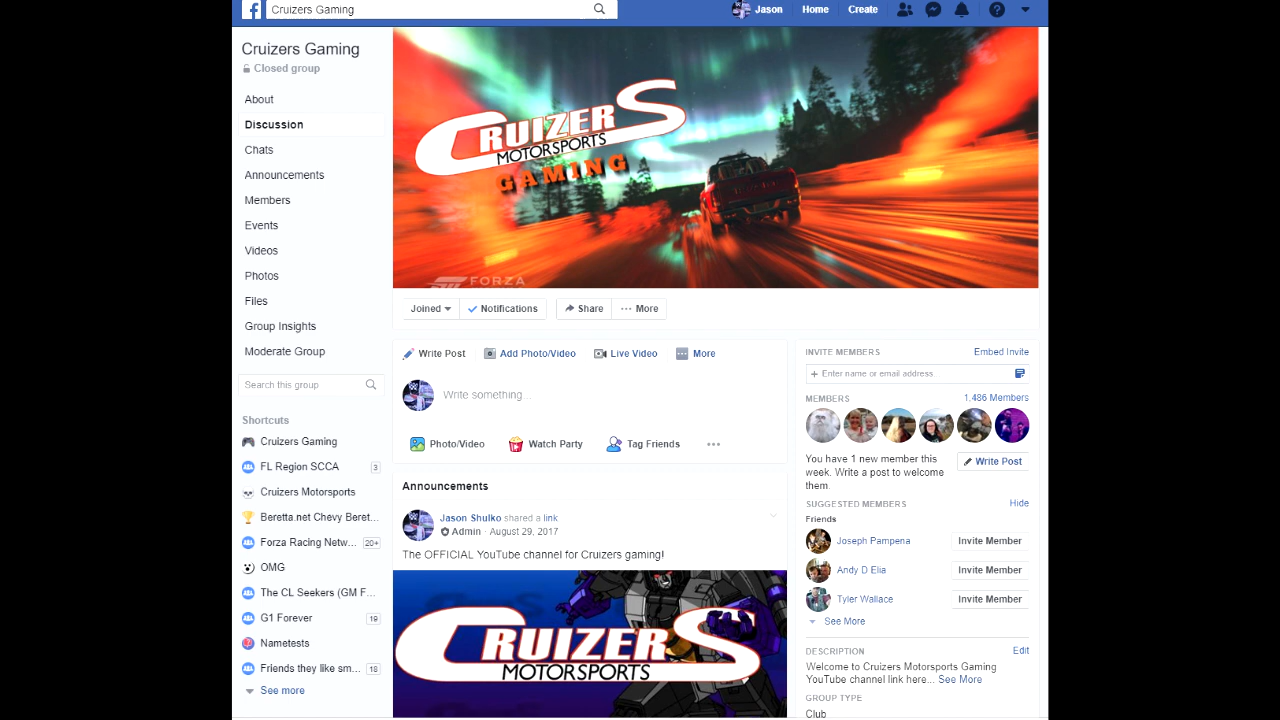 Cruizers Gaming
Jason
Home
Create
Cruizers Gaming
Closed group
About
Discussion
Chats
Announcements
Members
Events
Videos
Photos
Files
Group Insights
Moderate Group
Search this group
Shortcuts
Cruizers Gaming
FL Region SCCA 3
Cruizers Motorsports
Beretta.net Chevy Beret...
Forza Racing Netw... 20+
OMG
The CL Seekers (GM F...
G1 Forever 19
Nametests
Friends they like sm... 18
See more
CRUIZERS
MOTORSPORTS
GAMING
FORZA
Joined
Notifications
Share
More
Write Post
Add Photo/Video
Live Video
More
Write something...
Photo/Video
Watch Party
Tag Friends
Announcements
Jason Shulko shared a link
Admin · August 29, 2017
The OFFICIAL YouTube channel for Cruizers gaming!
CRUIZERS
MOTORSPORTS
INVITE MEMBERS
Embed Invite
+ Enter name or email address...
MEMBERS
1,486 Members
You have 1 new member this
week. Write a post to welcome
them.
Write Post
SUGGESTED MEMBERS
Hide
Friends
Joseph Pampena
Invite Member
Andy D Elia
Invite Member
Tyler Wallace
Invite Member
See More
DESCRIPTION
Edit
Welcome to Cruizers Motorsports Gaming
YouTube channel link here... See More
GROUP TYPE
Club